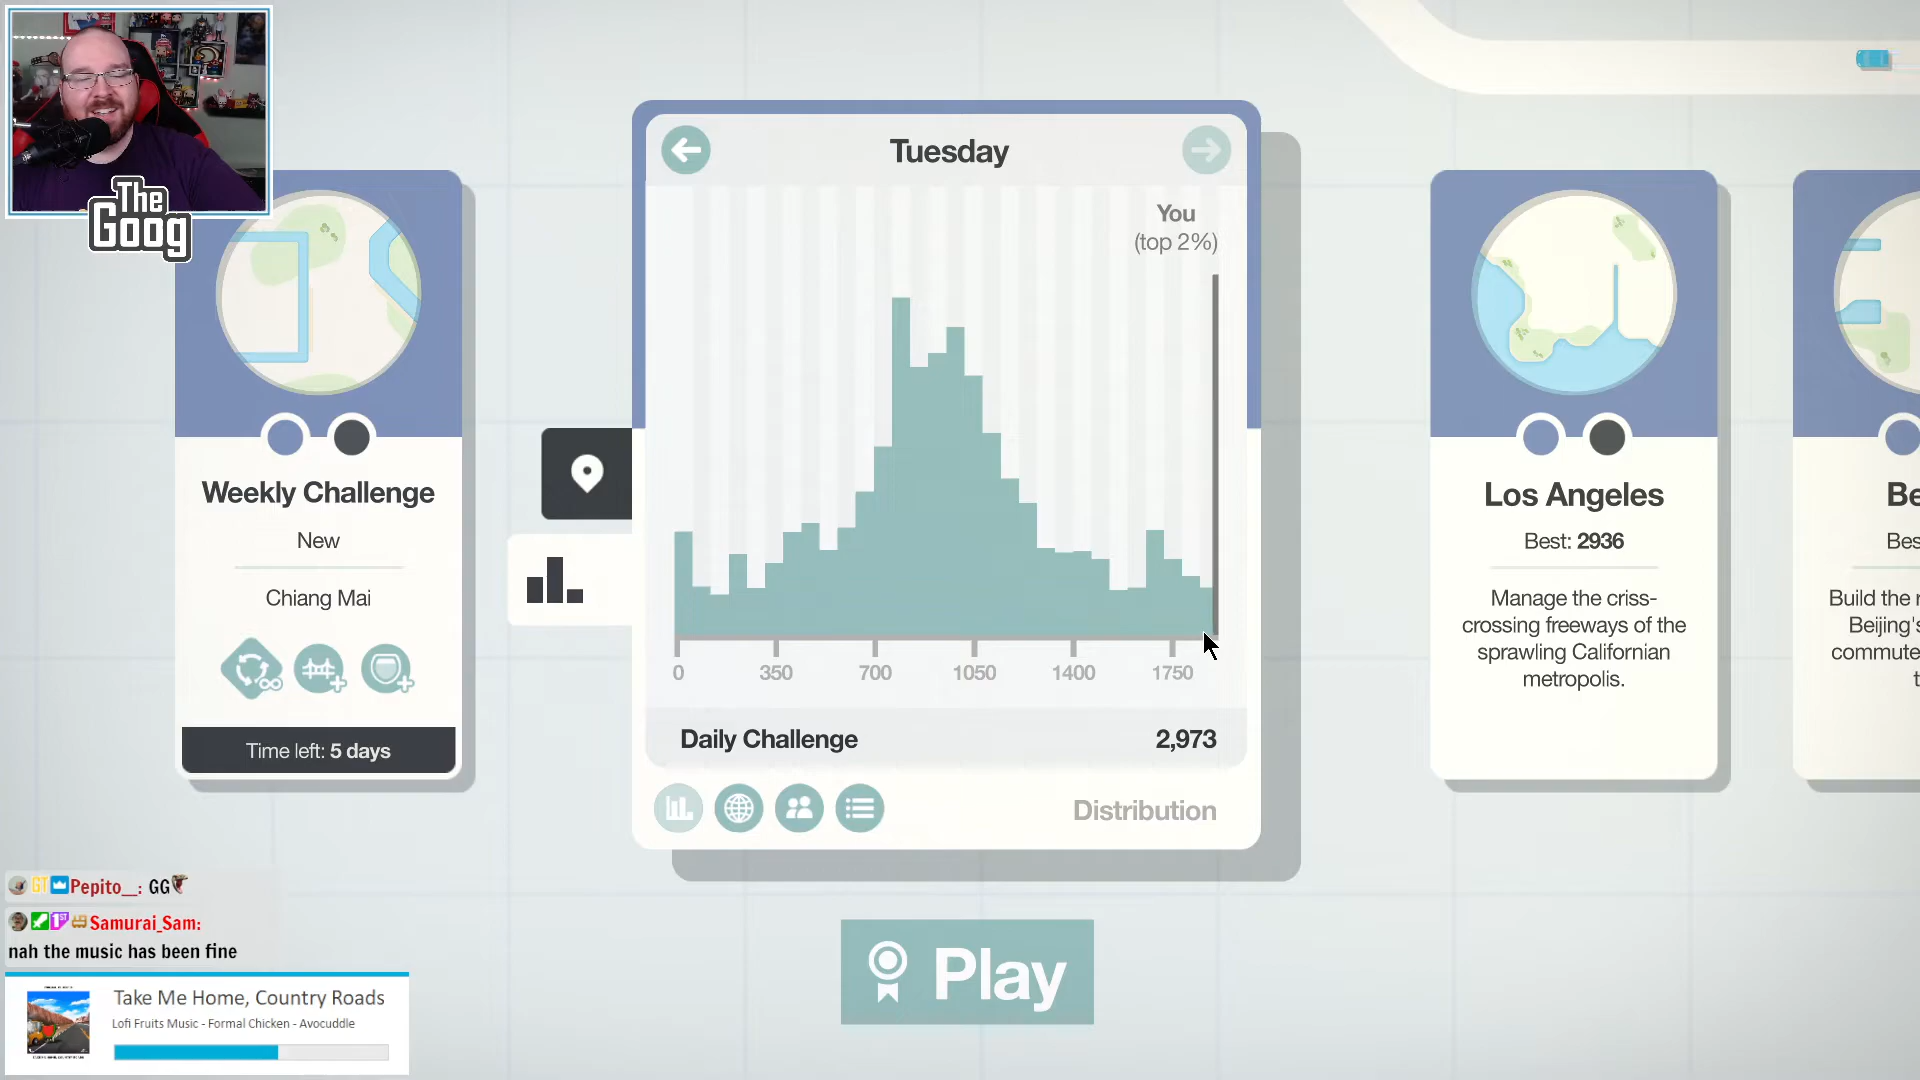 The
Goog
Weekly Challenge
New
Chiang Mai
Time left: 5 days
Tuesday
You
(top 2%)
0 350 700 1050 1400 1750
Daily Challenge 2,973
Distribution
Play
Los Angeles
Best: 2936
Manage the criss-
crossing freeways of the
sprawling Californian
metropolis.
Be
Bes
Build the r
Beijing's
commute
t
GT Pepito__: GG
1ST Samurai_Sam:
nah the music has been fine
Take Me Home, Country Roads
Lofi Fruits Music - Formal Chicken - Avocuddle